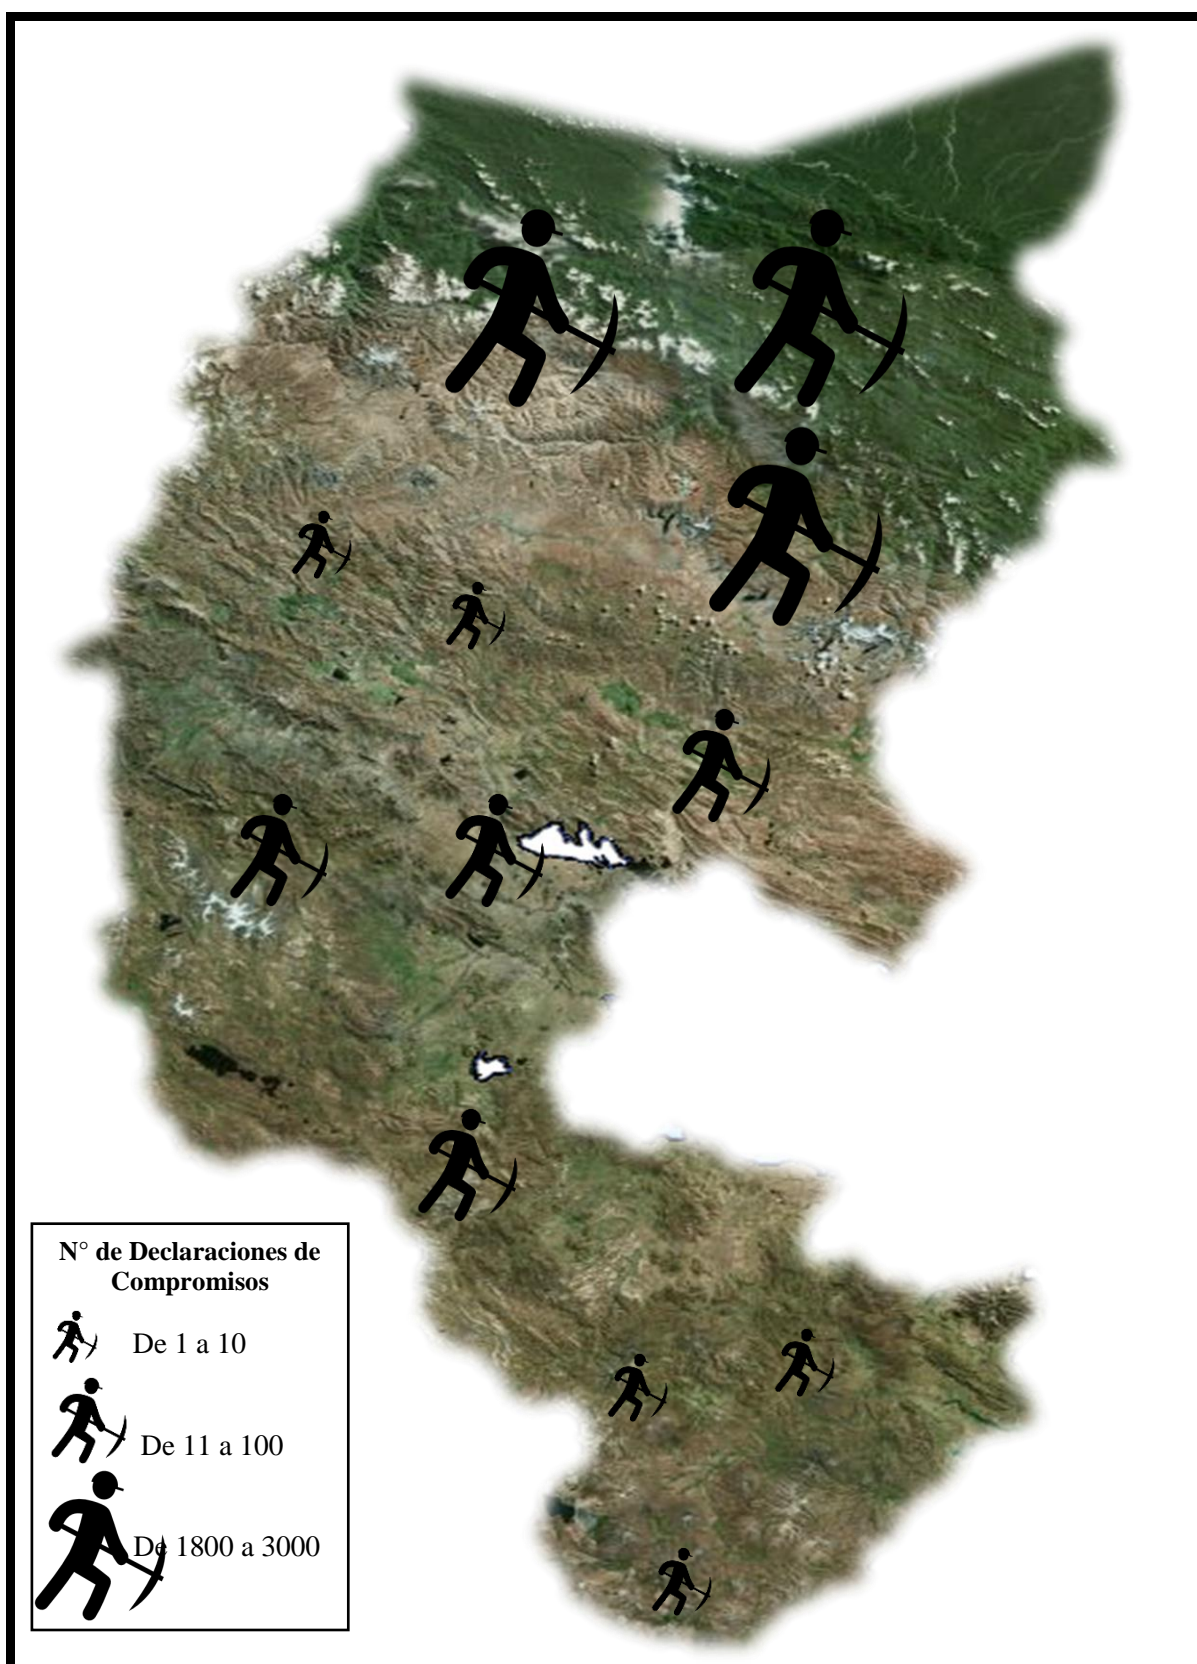 N° de Declaraciones de
Compromisos
De 1 a 10
De 11 a 100
De 1800 a 3000